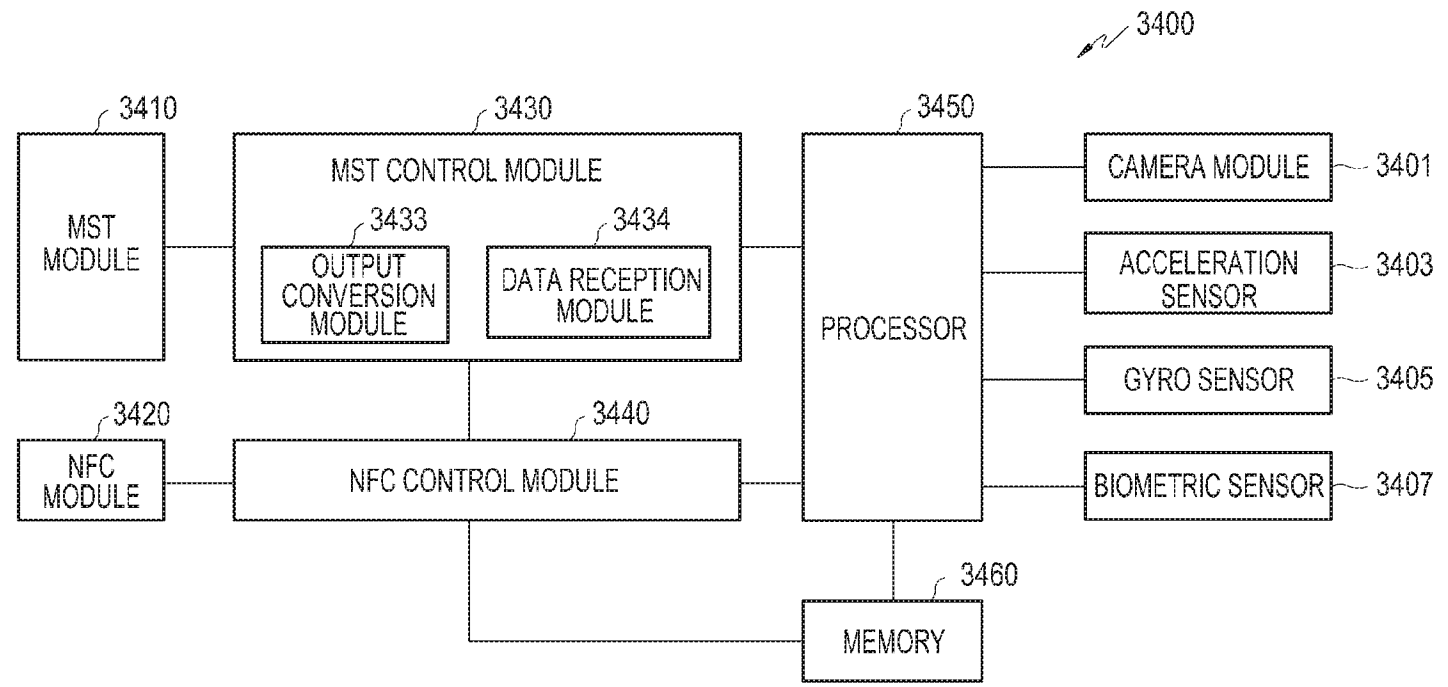 3400
3410
MST
MODULE
3430
MST CONTROL MODULE
3433
OUTPUT
CONVERSION
MODULE
3434
DATA RECEPTION
MODULE
3450
PROCESSOR
CAMERA MODULE
3401
ACCELERATION
SENSOR
3403
GYRO SENSOR
3405
BIOMETRIC SENSOR
3407
3420
NFC
MODULE
3440
NFC CONTROL MODULE
3460
MEMORY